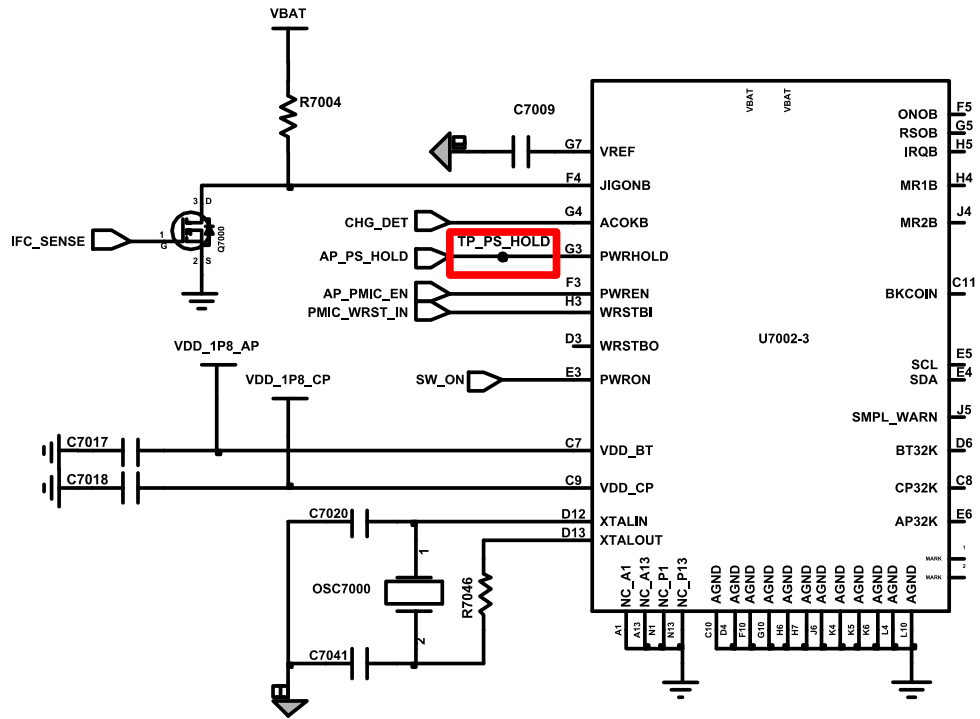 VBAT
R7004
C7009
VBAT
VBAT
ONOB
F5
RSOB
G5
G7
VREF
IRQB
H5
F4
JIGONB
MR1B
H4
3
D
1
G
Q7000
2
S
IFC_SENSE
CHG_DET
G4
ACOKB
MR2B
J4
TP_PS_HOLD
AP_PS_HOLD
G3
PWRHOLD
AP_PMIC_EN
F3
PWREN
BKCOIN
C11
PMIC_WRST_IN
H3
WRSTBI
D3
WRSTBO
U7002-3
VDD_1P8_AP
VDD_1P8_CP
SW_ON
E3
PWRON
SCL
E5
SDA
E4
SMPL_WARN
J5
C7017
C7
VDD_BT
BT32K
D6
C7018
C9
VDD_CP
CP32K
C8
C7020
D12
XTALIN
AP32K
E6
D13
XTALOUT
1
OSC7000
2
R7046
C7041
MARK
1
MARK
2
NC_A1
NC_A13
NC_P1
NC_P13
AGND
AGND
AGND
AGND
AGND
AGND
AGND
AGND
AGND
AGND
AGND
A1
A13
N1
N13
C10
D4
F10
G10
H6
H7
J6
K4
K5
K6
L4
L10